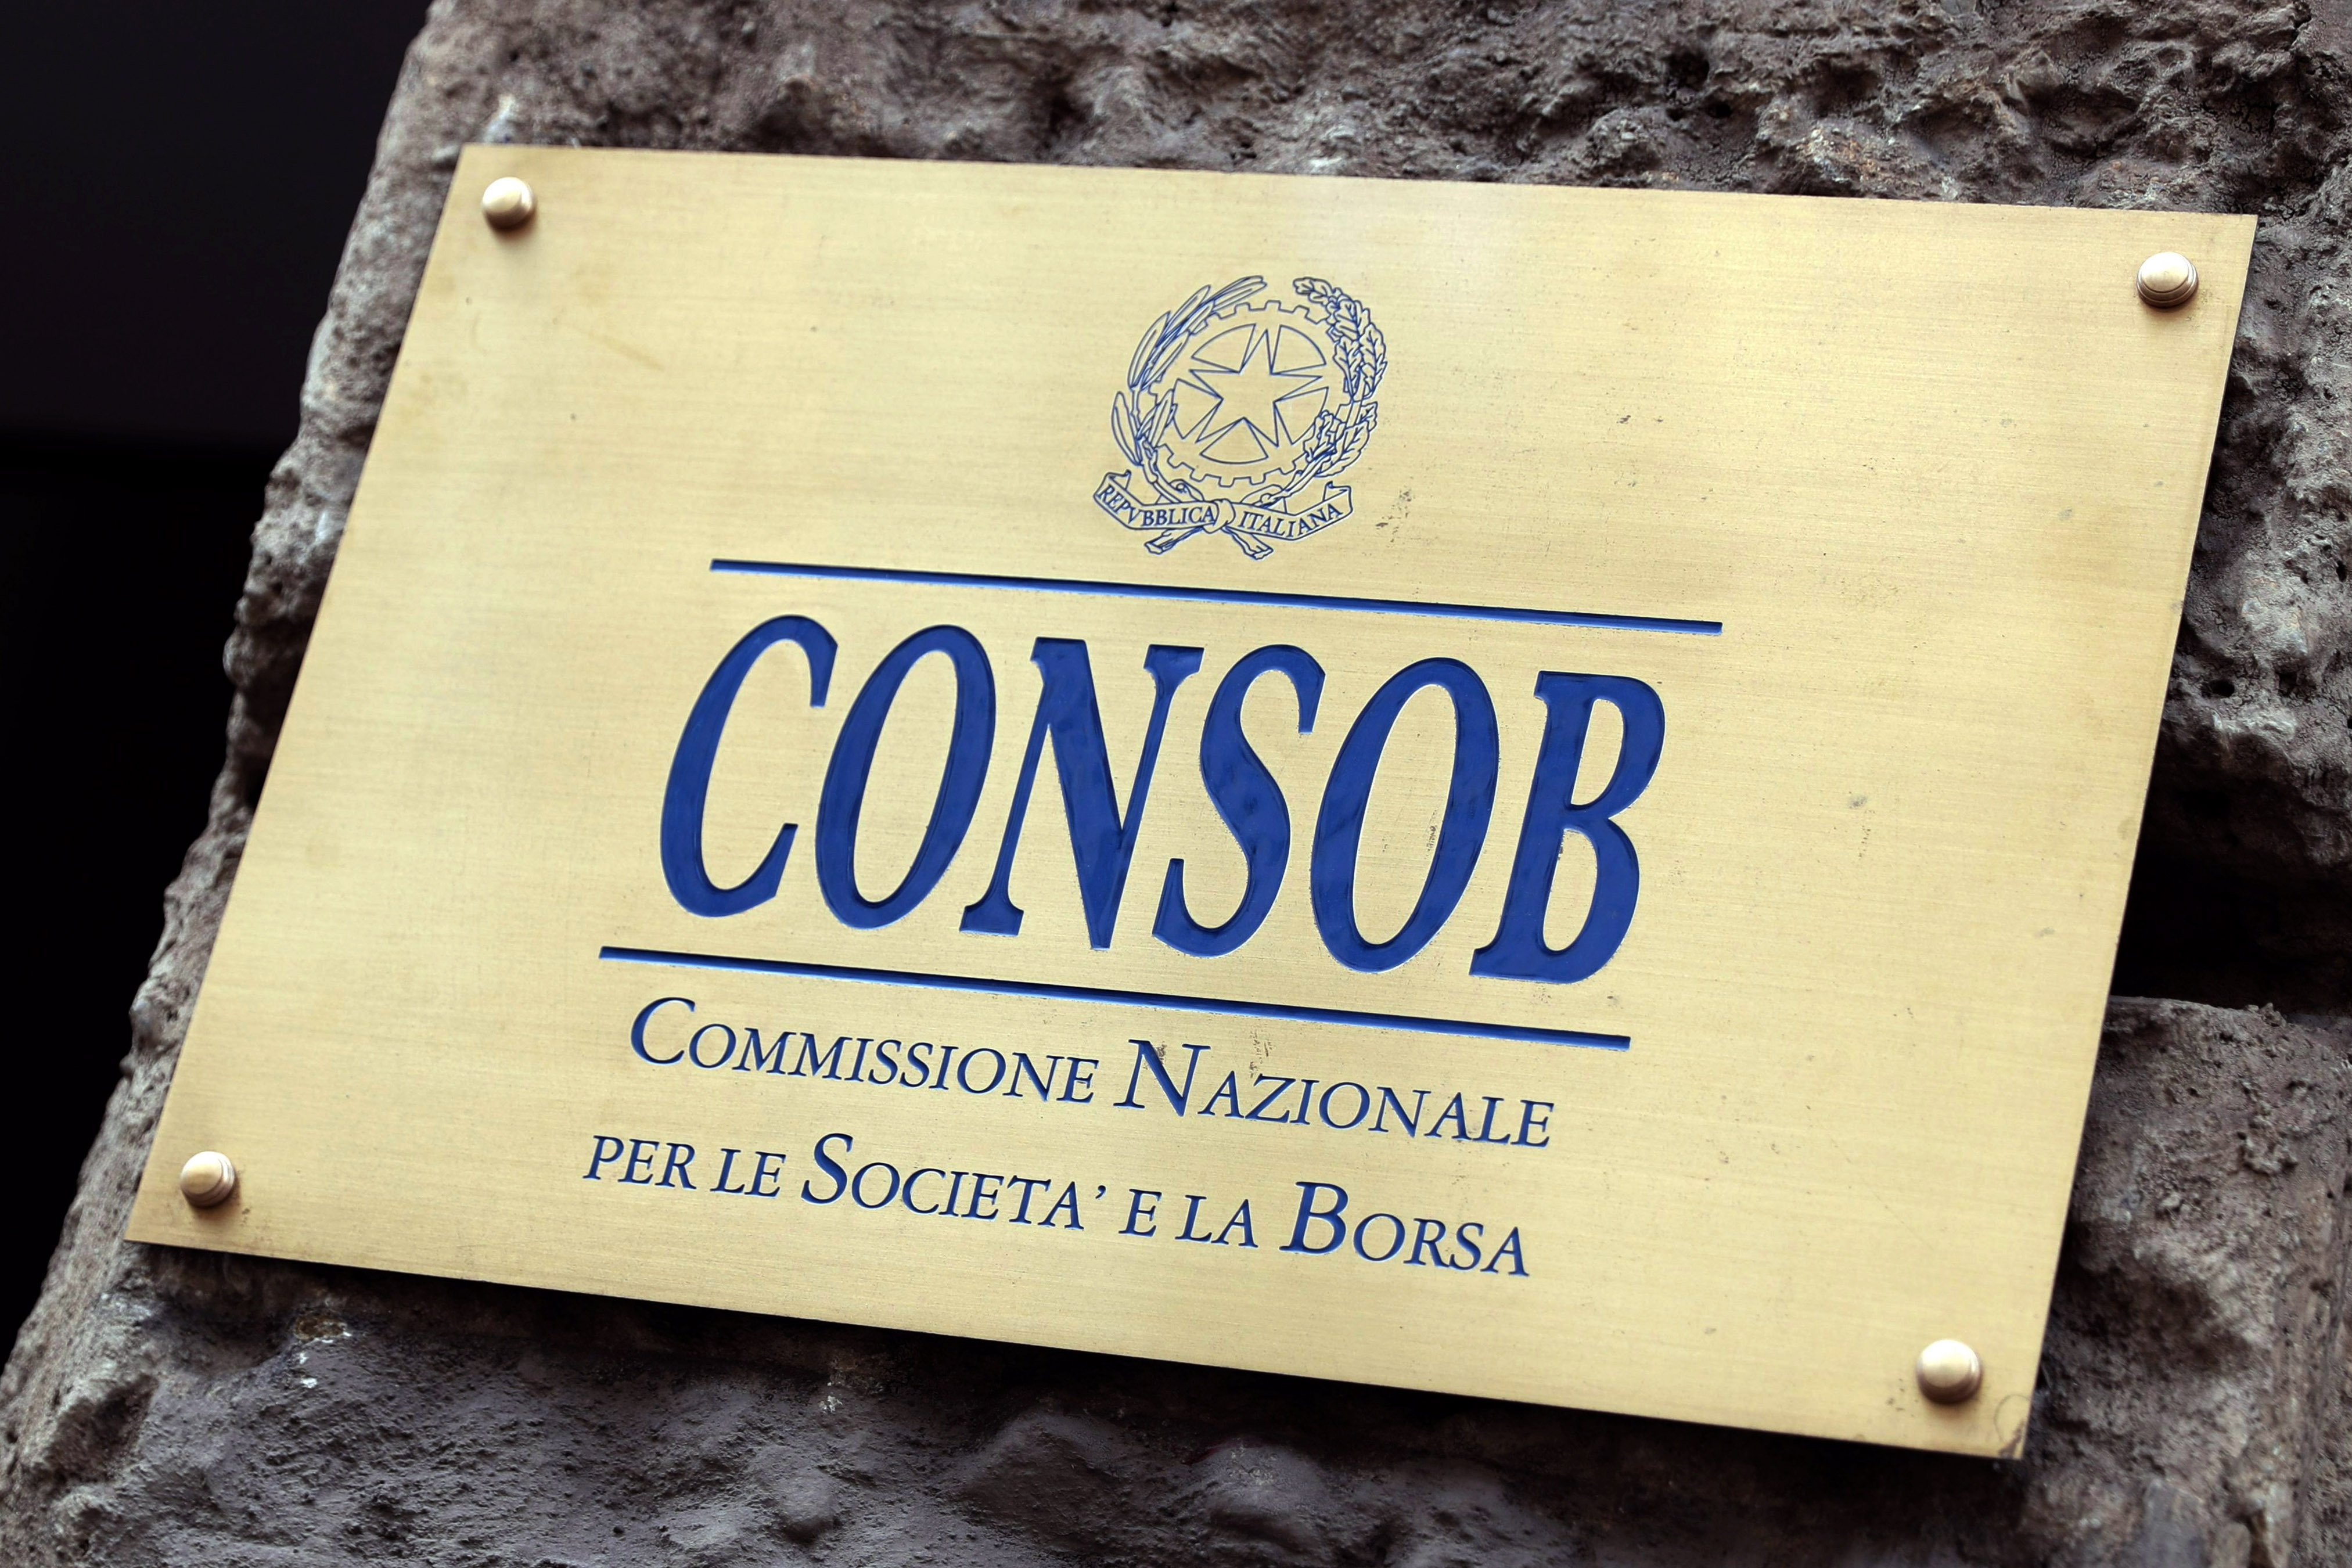 REPVBBLICA ITALIANA
CONSOB
COMMISSIONE NAZIONALE
PER LE SOCIETA' E LA BORSA